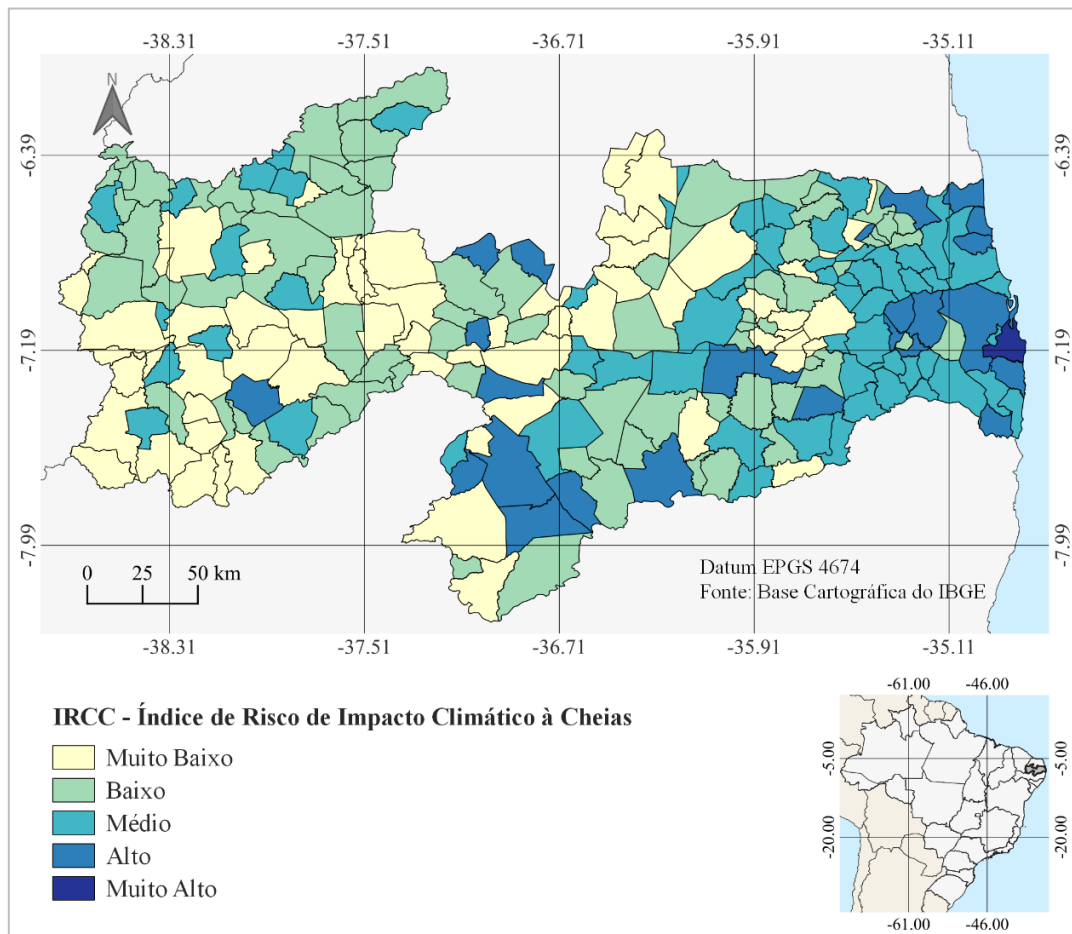 -38.31 -37.51 -36.71 -35.91 -35.11
N
-6.39 -6.39
-7.19 -7.19
-7.99 -7.99
0 25 50 km
Datum EPGS 4674
Fonte: Base Cartográfica do IBGE
-38.31 -37.51 -36.71 -35.91 -35.11
IRCC - Índice de Risco de Impacto Climático à Cheias
Muito Baixo
Baixo
Médio
Alto
Muito Alto
-61.00 -46.00
-5.00 -5.00
-20.00 -20.00
-61.00 -46.00